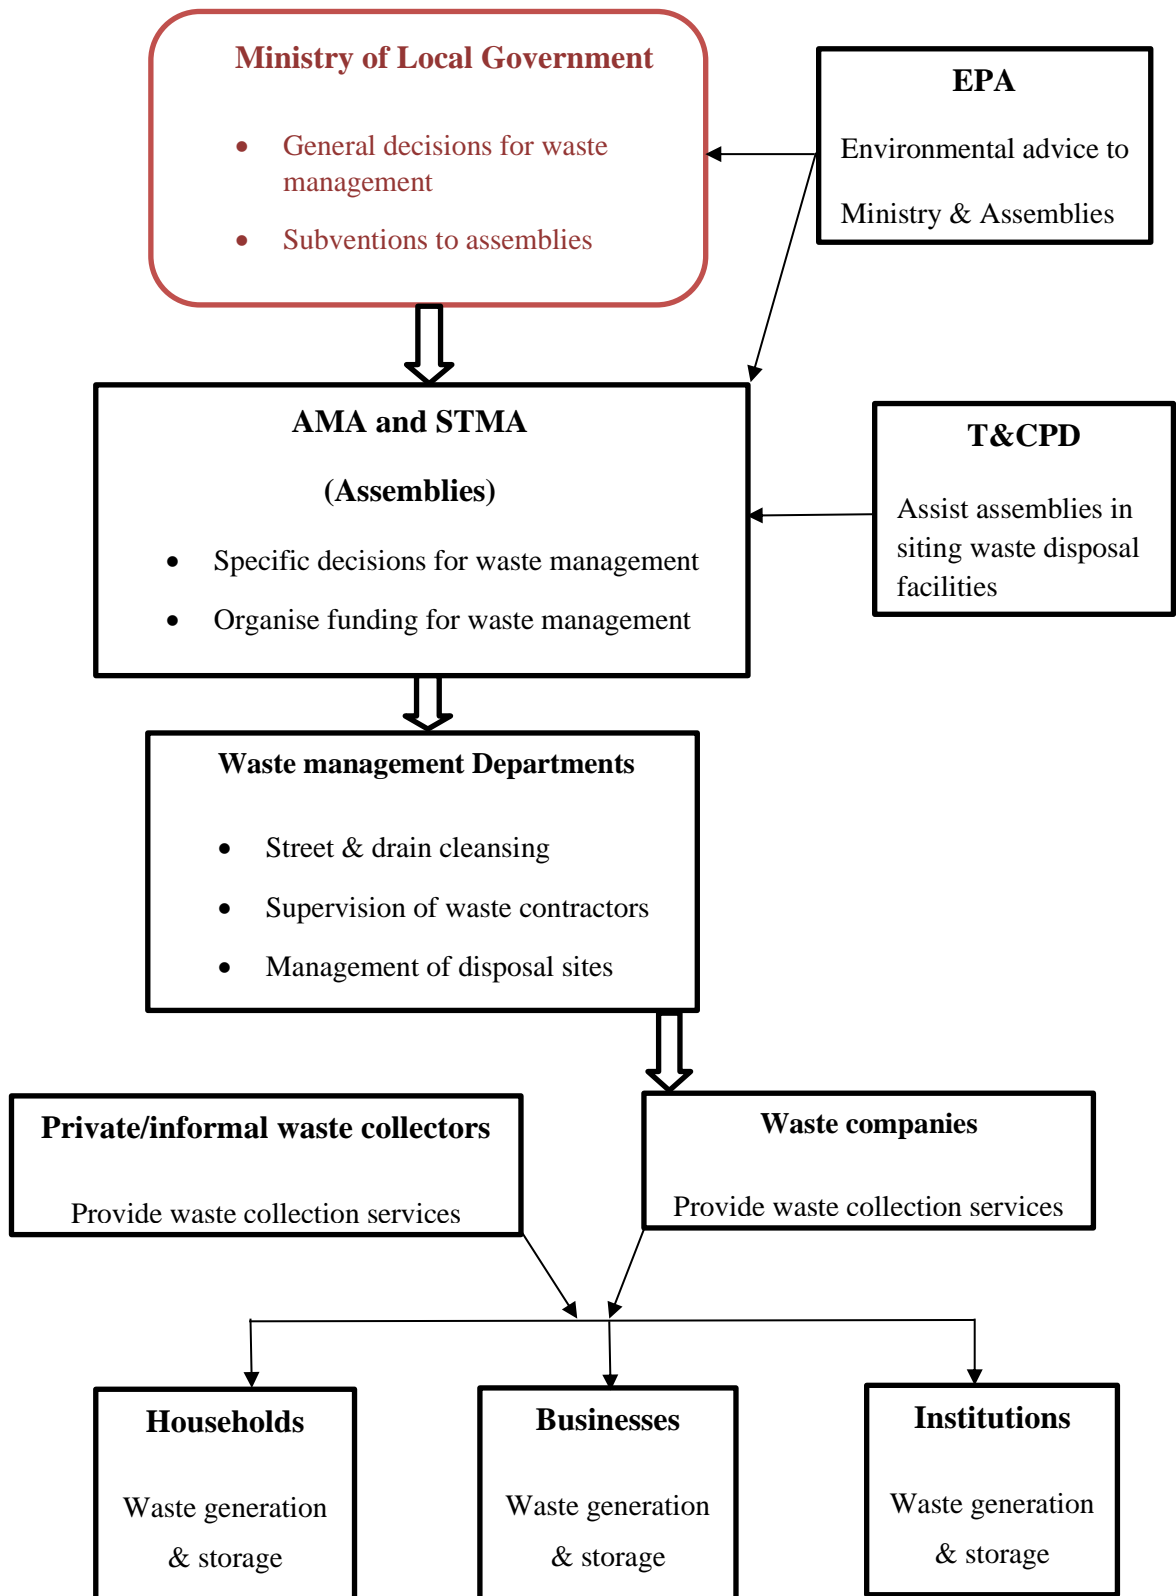 Ministry of Local Government
• General decisions for waste
management
• Subventions to assemblies
EPA
Environmental advice to
Ministry & Assemblies
AMA and STMA
(Assemblies)
• Specific decisions for waste management
• Organise funding for waste management
T&CPD
Assist assemblies in
siting waste disposal
facilities
Waste management Departments
• Street & drain cleansing
• Supervision of waste contractors
• Management of disposal sites
Private/informal waste collectors
Provide waste collection services
Waste companies
Provide waste collection services
Households
Waste generation
& storage
Businesses
Waste generation
& storage
Institutions
Waste generation
& storage